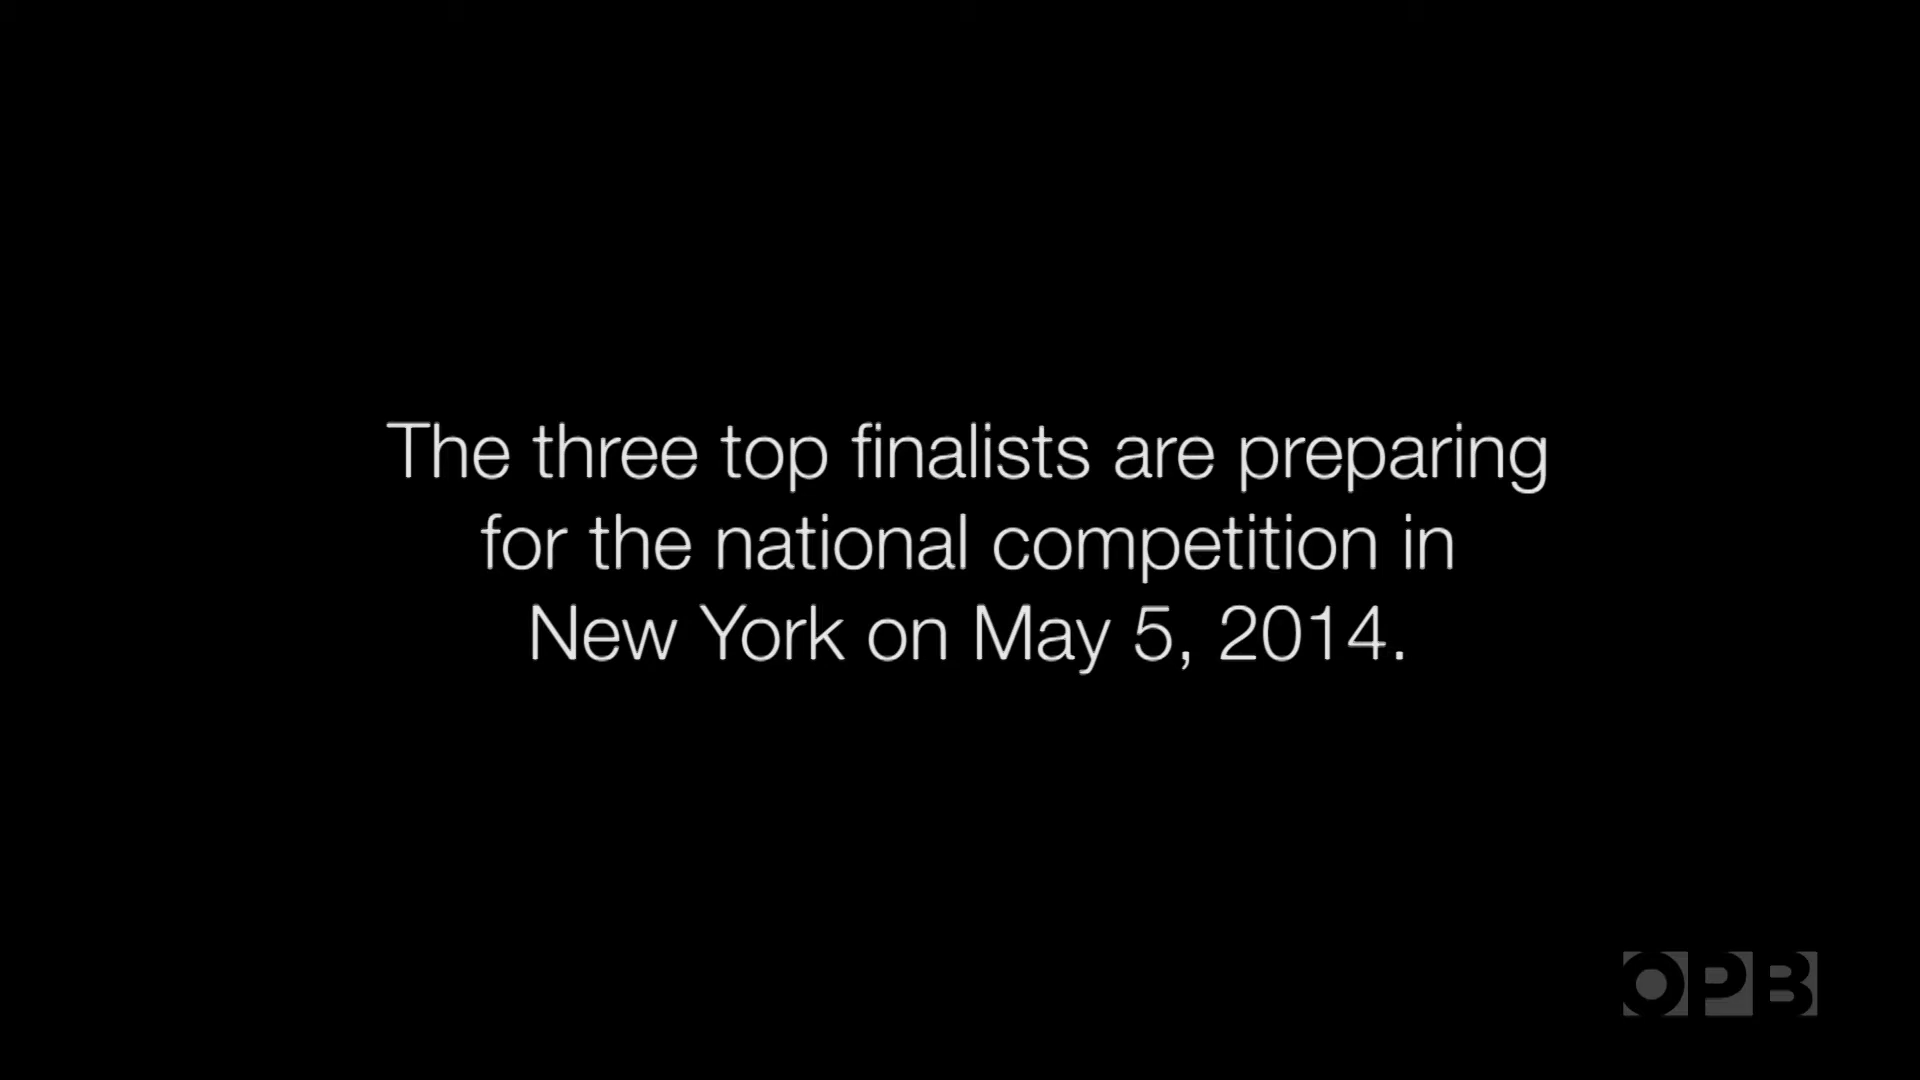 The three top finalists are preparing
for the national competition in
New York on May 5, 2014.
OPB